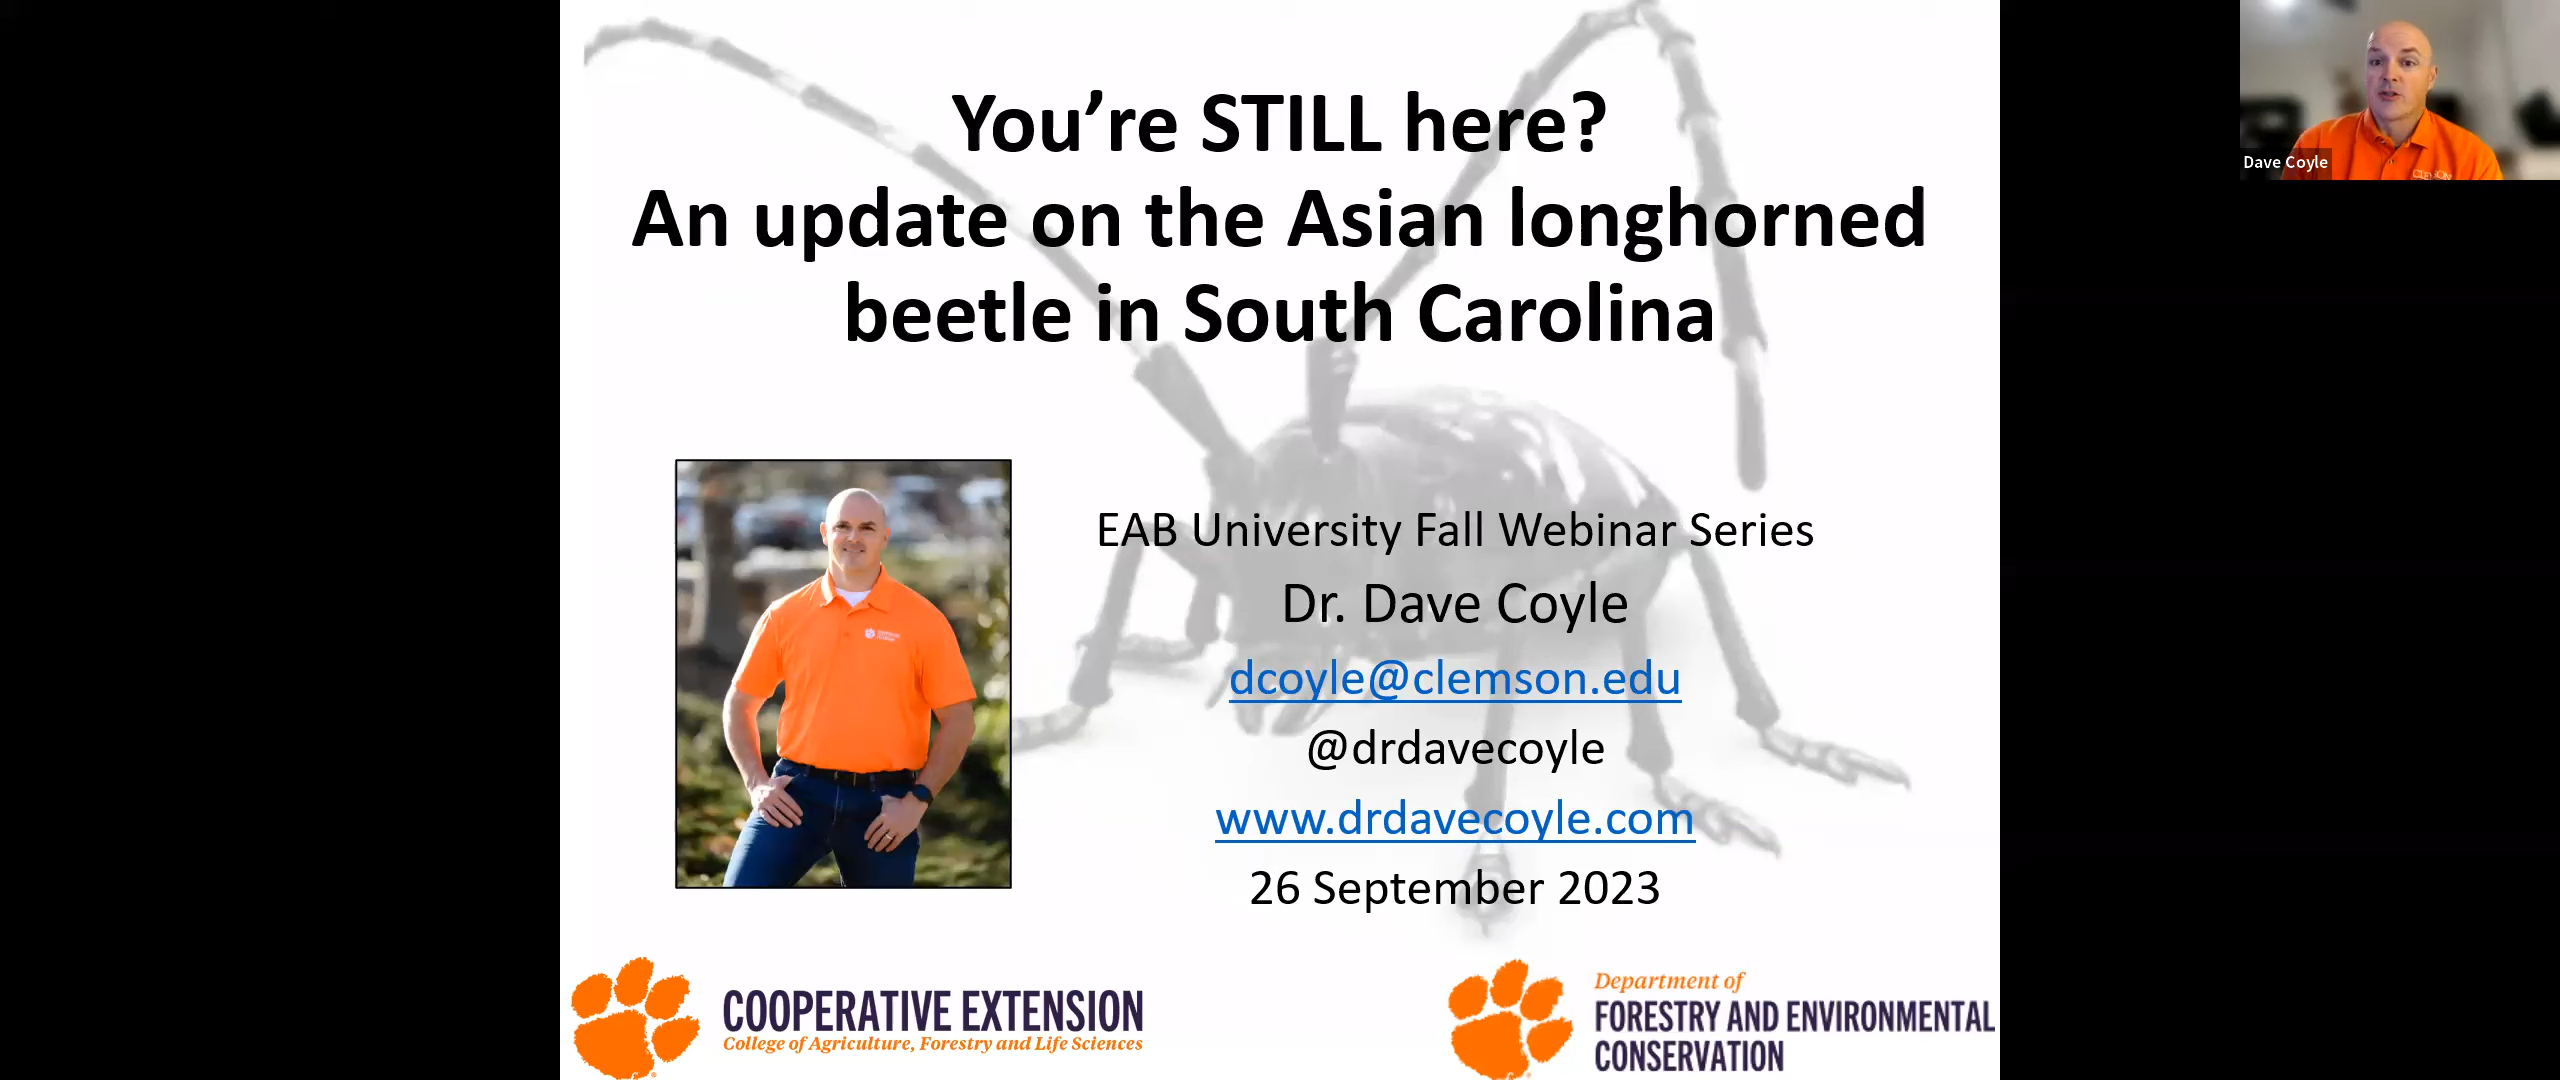 You’re STILL here?
An update on the Asian longhorned
beetle in South Carolina
Dave Coyle
EAB University Fall Webinar Series
Dr. Dave Coyle
dcoyle@clemson.edu
@drdavecoyle
www.drdavecoyle.com
26 September 2023
COOPERATIVE EXTENSION
College of Agriculture, Forestry and Life Sciences
Department of
FORESTRY AND ENVIRONMENTAL
CONSERVATION